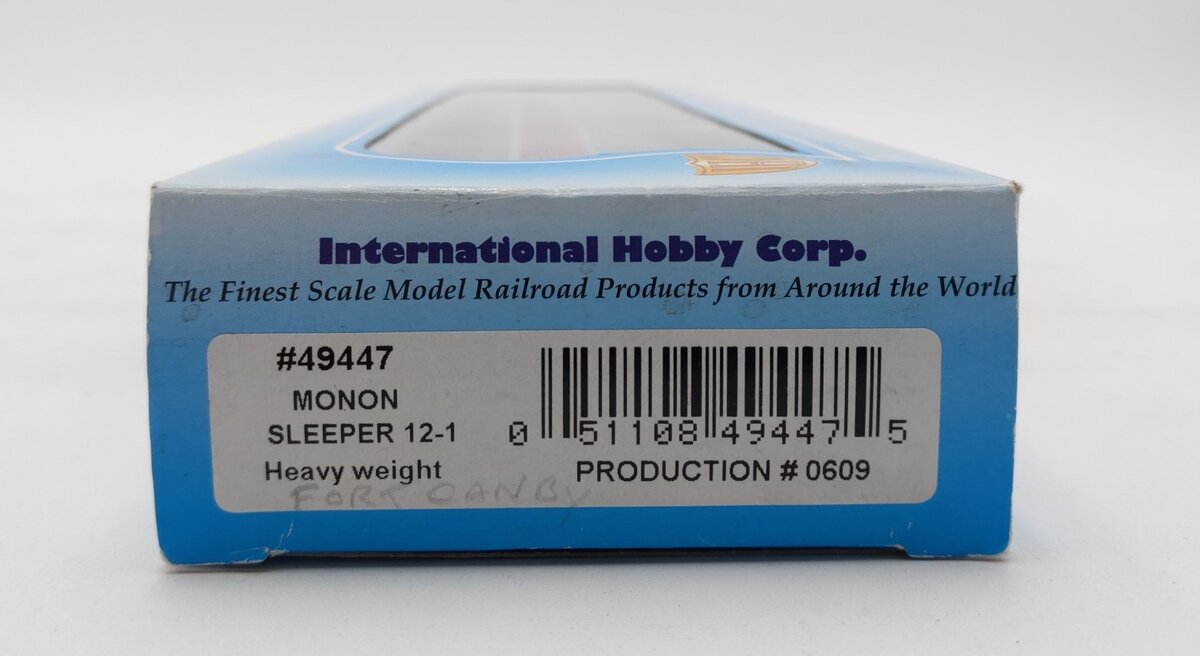 International Hobby Corp.
The Finest Scale Model Railroad Products from Around the World
#49447
MONON
SLEEPER 12-1
Heavy weight
FORT CANBY
0 51108 49447 5
PRODUCTION # 0609